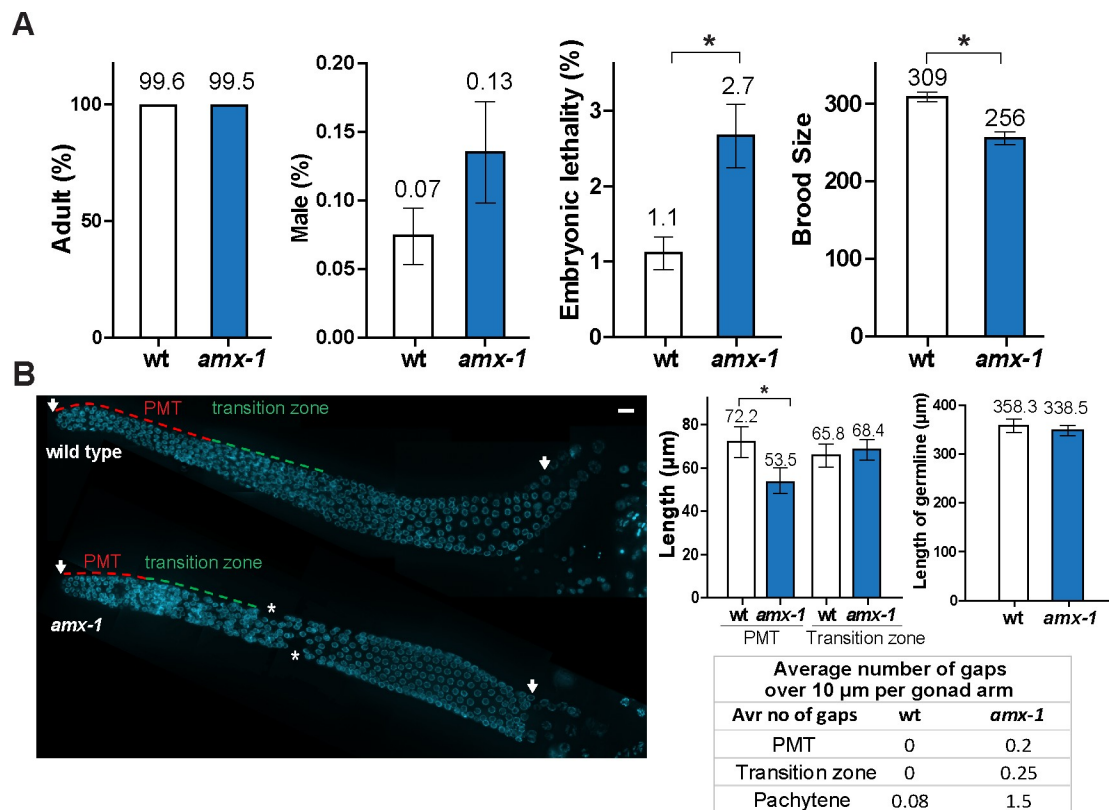 A
Adult (%)
100
50
0
99.6
99.5
wt
amx-1
Male (%)
0.20
0.15
0.10
0.05
0.00
0.07
0.13
wt
amx-1
Embryonic lethality (%)
3
2
1
0
*
1.1
2.7
wt
amx-1
Brood Size
300
200
100
0
*
309
256
wt
amx-1
B
PMT
transition zone
wild type
PMT
transition zone
amx-1
*
*
Length (µm)
80
60
40
20
0
*
72.2
53.5
65.8
68.4
wt amx-1 wt amx-1
PMT Transition zone
Length of germline (µm)
400
300
200
100
0
358.3
338.5
wt
amx-1
Average number of gaps
over 10 µm per gonad arm
Avr no of gaps wt amx-1
PMT 0 0.2
Transition zone 0 0.25
Pachytene 0.08 1.5